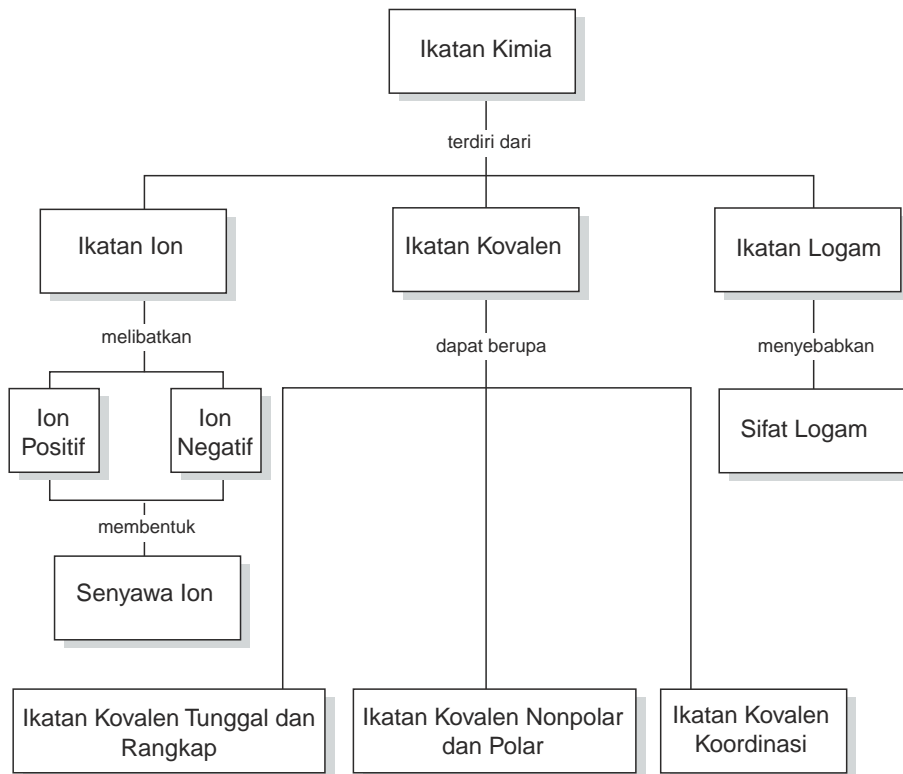 Ikatan Kimia
terdiri dari
Ikatan Ion
Ikatan Kovalen
Ikatan Logam
melibatkan
dapat berupa
menyebabkan
Ion
Positif
Ion
Negatif
Sifat Logam
membentuk
Senyawa Ion
Ikatan Kovalen Tunggal dan
Rangkap
Ikatan Kovalen Nonpolar
dan Polar
Ikatan Kovalen
Koordinasi